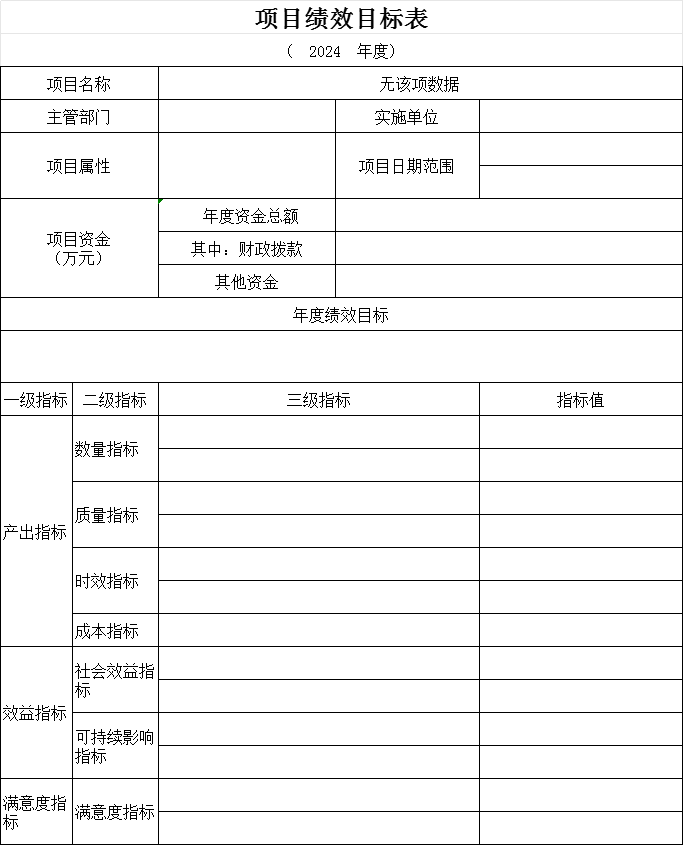 项目绩效目标表
( 2024 年度)
项目名称 无该项数据
主管部门 实施单位
项目属性 项目日期范围
项目资金
(万元)
年度资金总额
其中：财政拨款
其他资金
年度绩效目标
一级指标 二级指标 三级指标 指标值
产出指标
数量指标
质量指标
时效指标
成本指标
效益指标
社会效益指
标
可持续影响
指标
满意度指
标
满意度指标